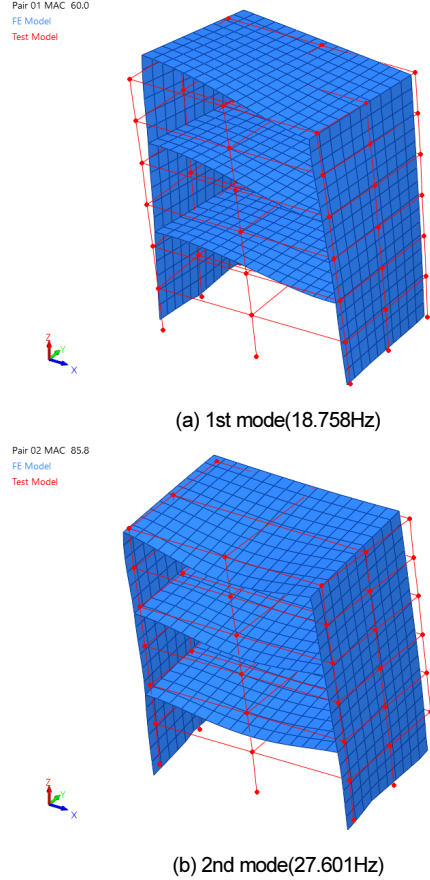 Pair 01 MAC 60.0
FE Model
Test Model
Z
Y
X
(a) 1st mode(18.758Hz)
Pair 02 MAC 85.8
FE Model
Test Model
Z
Y
X
(b) 2nd mode(27.601Hz)